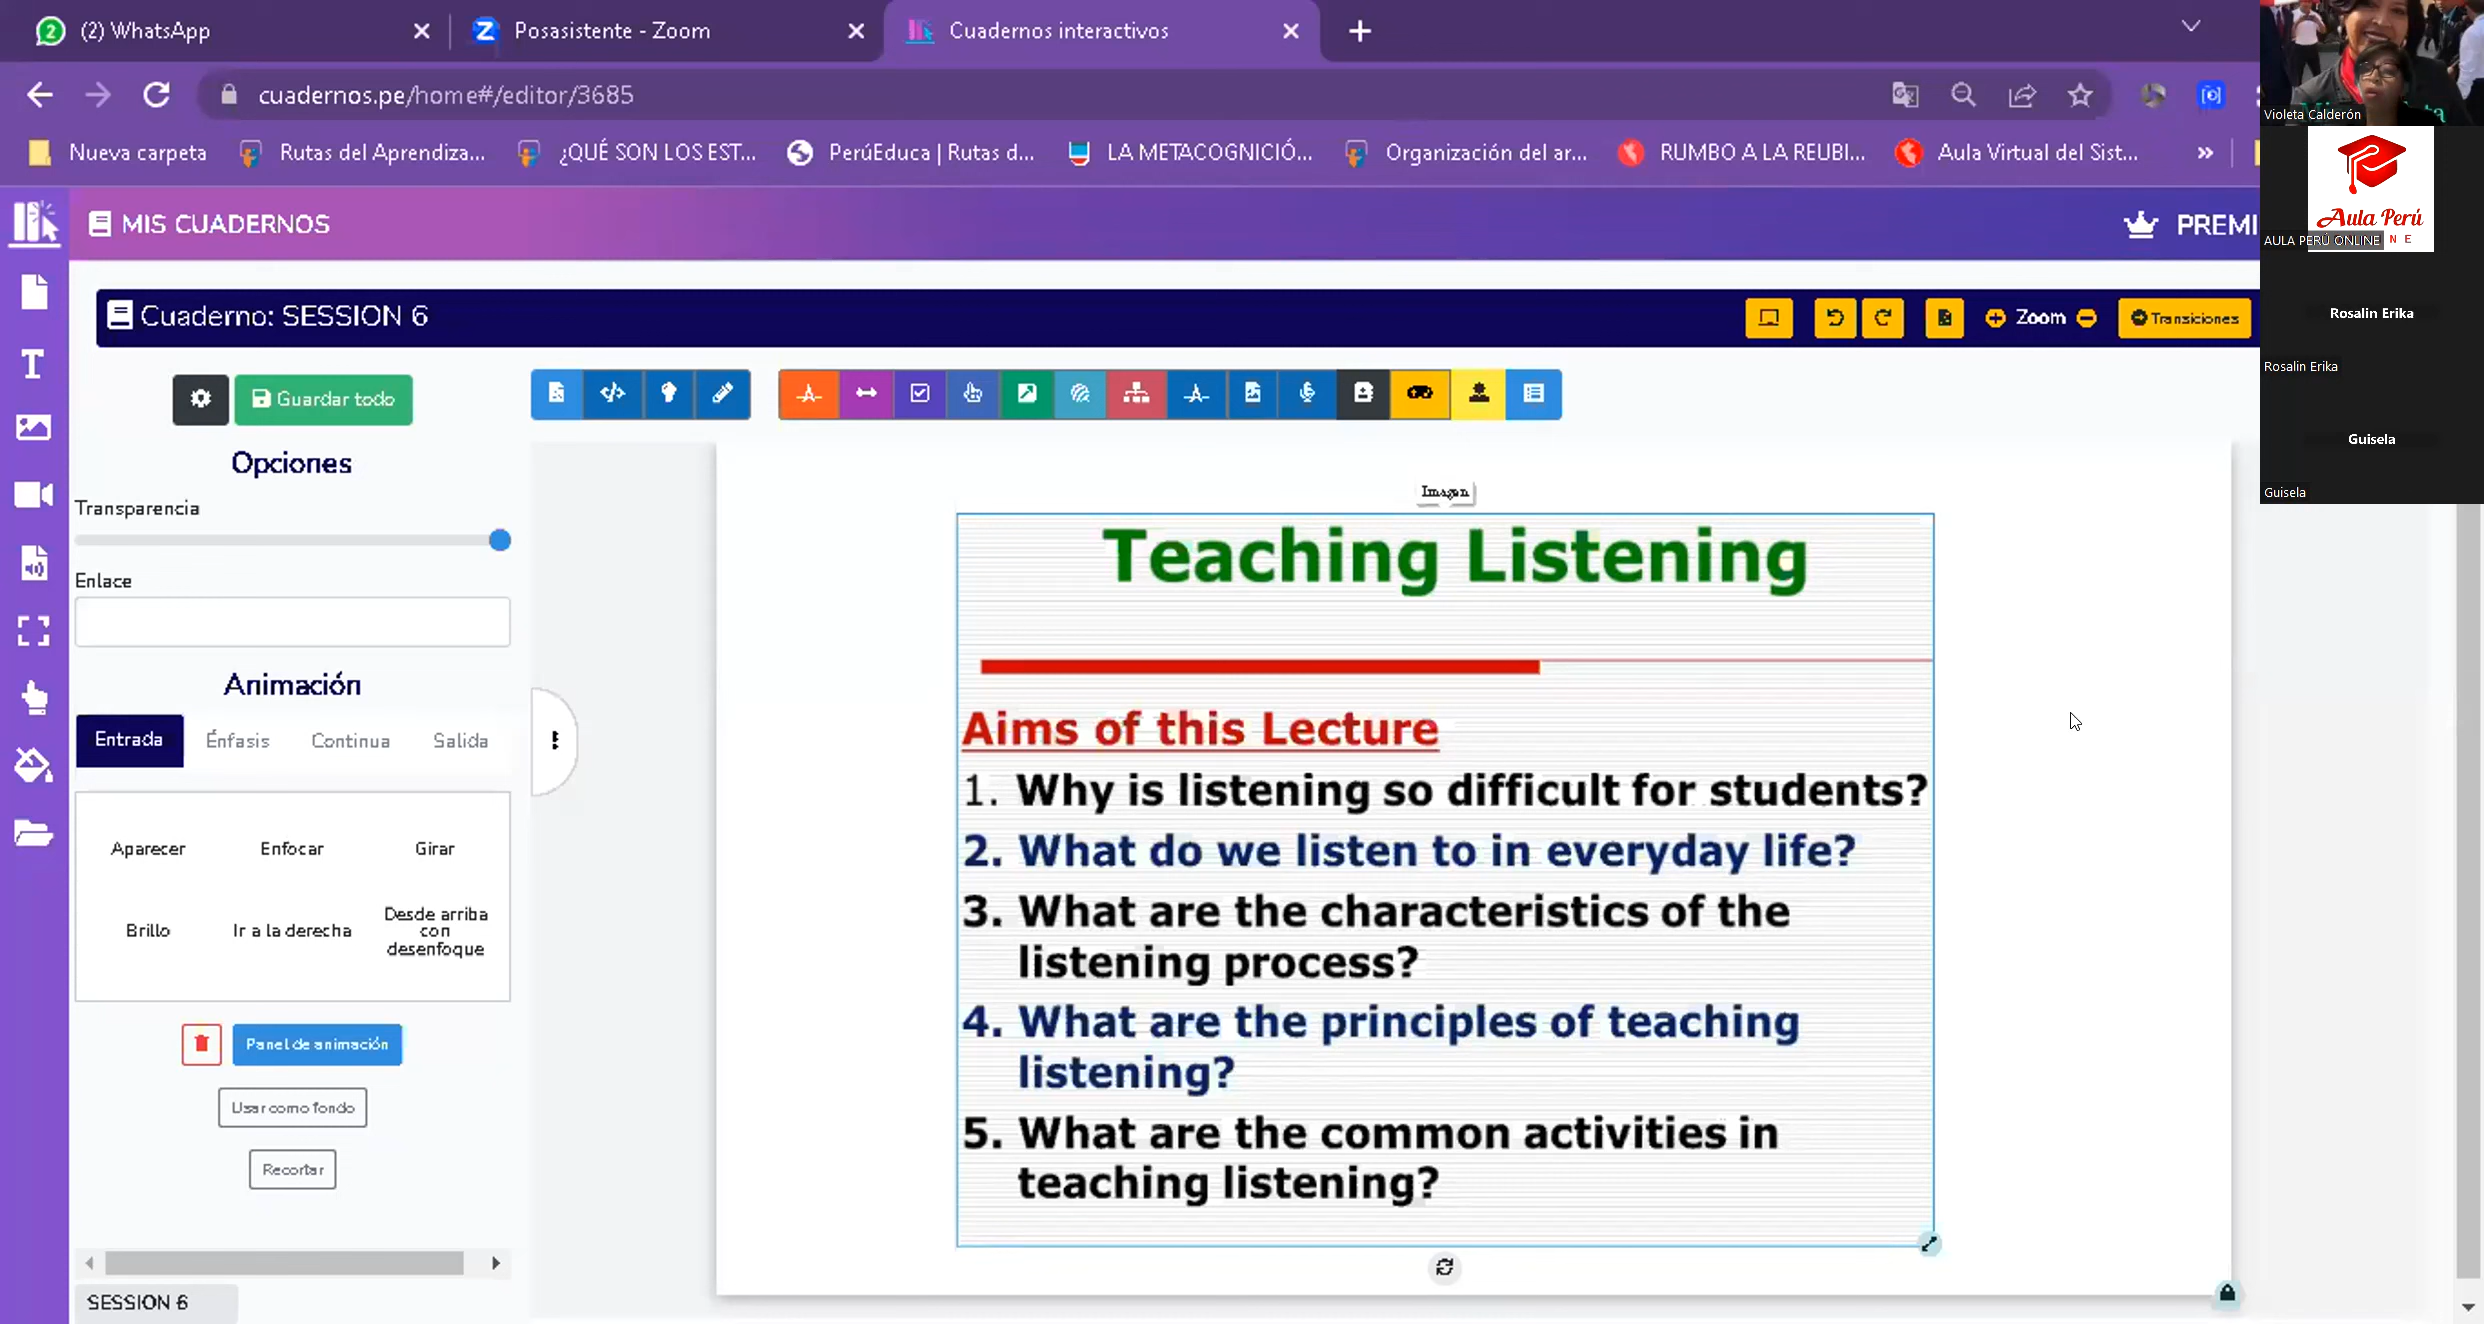 (2) WhatsApp
Posasistente - Zoom
Cuadernos interactivos
cuadernos.pe/home#/editor/3685
Nueva carpeta
Rutas del Aprendiza...
¿QUÉ SON LOS EST...
PerúEduca | Rutas d...
LA METACOGNICIÓ...
Organización del ar...
RUMBO A LA REUBI...
Aula Virtual del Sist...
Violeta Calderón
Aula Perú
AULA PERÚ ONLINE
N E
Rosalin Erika
Rosalin Erika
Guisela
Guisela
MIS CUADERNOS
PREMI
Cuaderno: SESSION 6
Zoom
Transiciones
Guardar todo
Opciones
Transparencia
Enlace
Animación
Entrada
Énfasis
Continua
Salida
Aparecer
Enfocar
Girar
Brillo
Ir a la derecha
Desde arriba
con
desenfoque
Panel de animación
Usar como fondo
Recortar
SESSION 6
Imagen
Teaching Listening
Aims of this Lecture
1. Why is listening so difficult for students?
2. What do we listen to in everyday life?
3. What are the characteristics of the
listening process?
4. What are the principles of teaching
listening?
5. What are the common activities in
teaching listening?